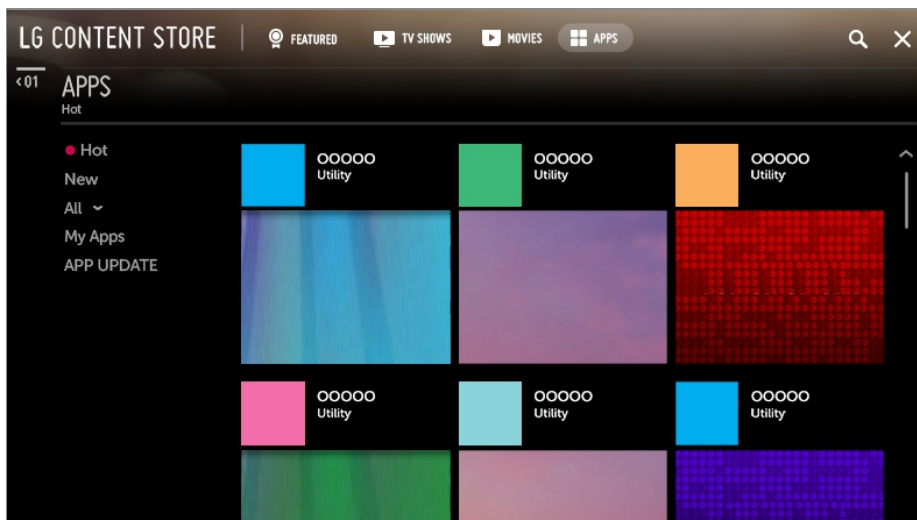 LG CONTENT STORE
FEATURED
TV SHOWS
MOVIES
APPS
<01
APPS
Hot
Hot
New
All
My Apps
APP UPDATE
OOOOO
Utility
OOOOO
Utility
OOOOO
Utility
OOOOO
Utility
OOOOO
Utility
OOOOO
Utility